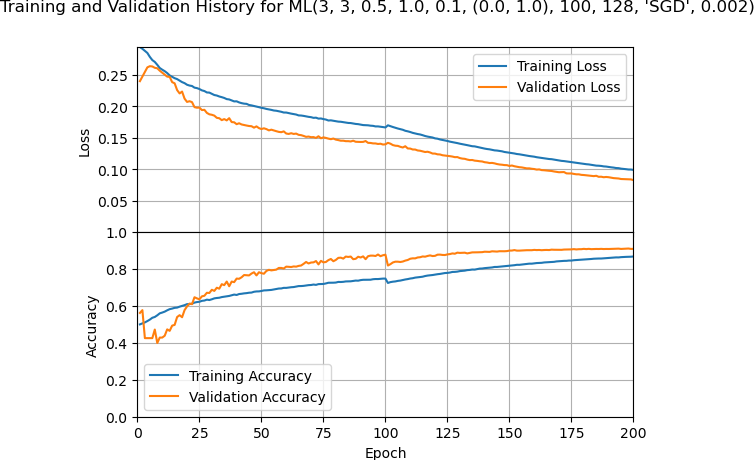 Training and Validation History for ML(3, 3, 0.5, 1.0, 0.1, (0.0, 1.0), 100, 128, 'SGD', 0.002)
Loss
0.25
0.20
0.15
0.10
0.05
Training Loss
Validation Loss
Accuracy
1.0
0.8
0.6
0.4
0.2
0.0
Training Accuracy
Validation Accuracy
0 25 50 75 100 125 150 175 200
Epoch